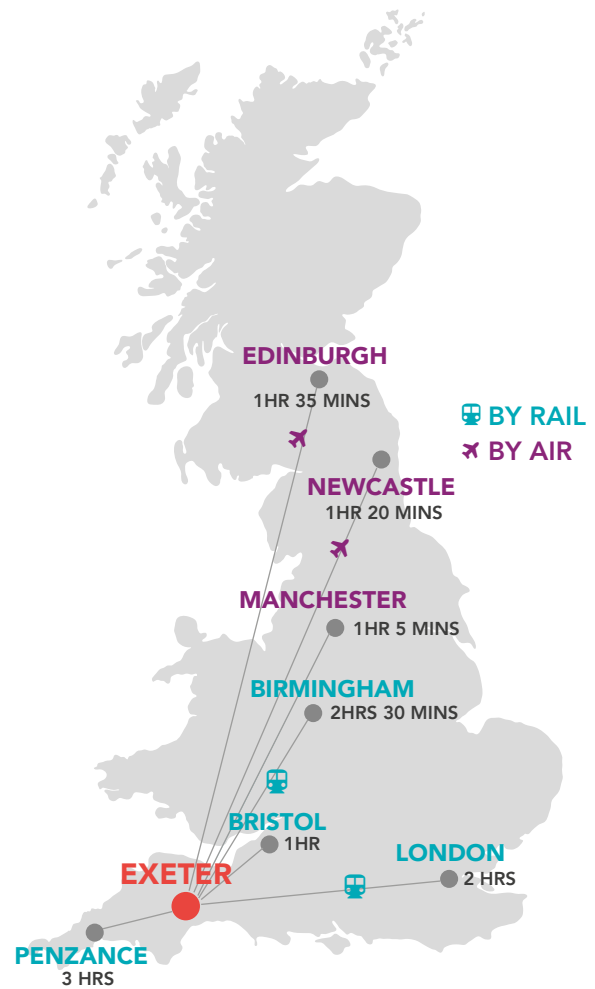 EDINBURGH
1HR 35 MINS
BY RAIL
BY AIR
NEWCASTLE
1HR 20 MINS
MANCHESTER
1HR 5 MINS
BIRMINGHAM
2HRS 30 MINS
BRISTOL
1HR
LONDON
2 HRS
EXETER
PENZANCE
3 HRS